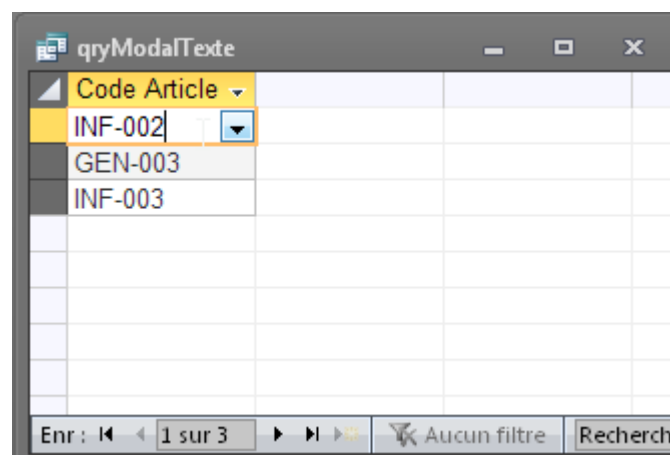 qryModalTexte
Code Article
INF-002
GEN-003
INF-003
Enr : 1 sur 3 Aucun filtre Recherch